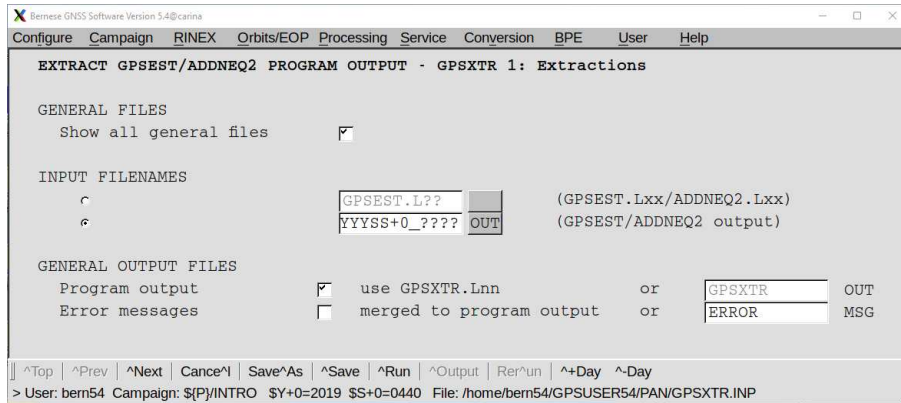 Bernese GNSS Software Version 5.4@carina
Configure Campaign RINEX Orbits/EOP Processing Service Conversion BPE User Help
EXTRACT GPSEST/ADDNEQ2 PROGRAM OUTPUT - GPSXTR 1: Extractions
GENERAL FILES
Show all general files
INPUT FILENAMES
GPSEST.L?? (GPSEST.Lxx/ADDNEQ2.Lxx)
YYYSS+0_???? OUT (GPSEST/ADDNEQ2 output)
GENERAL OUTPUT FILES
Program output use GPSXTR.Lnn or GPSXTR OUT
Error messages merged to program output or ERROR MSG
^Top | ^Prev | ^Next | Cance^l | Save^As | ^Save | ^Run | ^Output | Rer^un | ^+Day ^-Day
> User: bern54 Campaign: ${P}/INTRO $Y+0=2019 $S+0=0440 File: /home/bern54/GPSUSER54/PAN/GPSXTR.INP